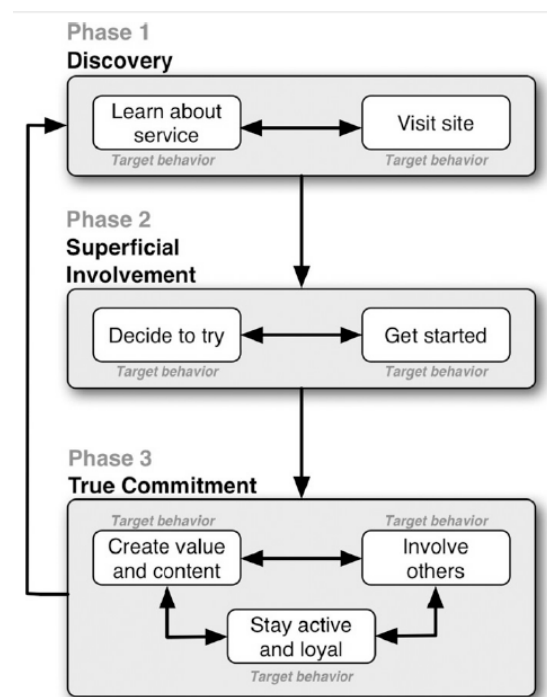 Phase 1
Discovery
Learn about
service
Target behavior
Visit site
Target behavior
Phase 2
Superficial
Involvement
Decide to try
Target behavior
Get started
Target behavior
Phase 3
True Commitment
Target behavior
Create value
and content
Target behavior
Involve
others
Stay active
and loyal
Target behavior